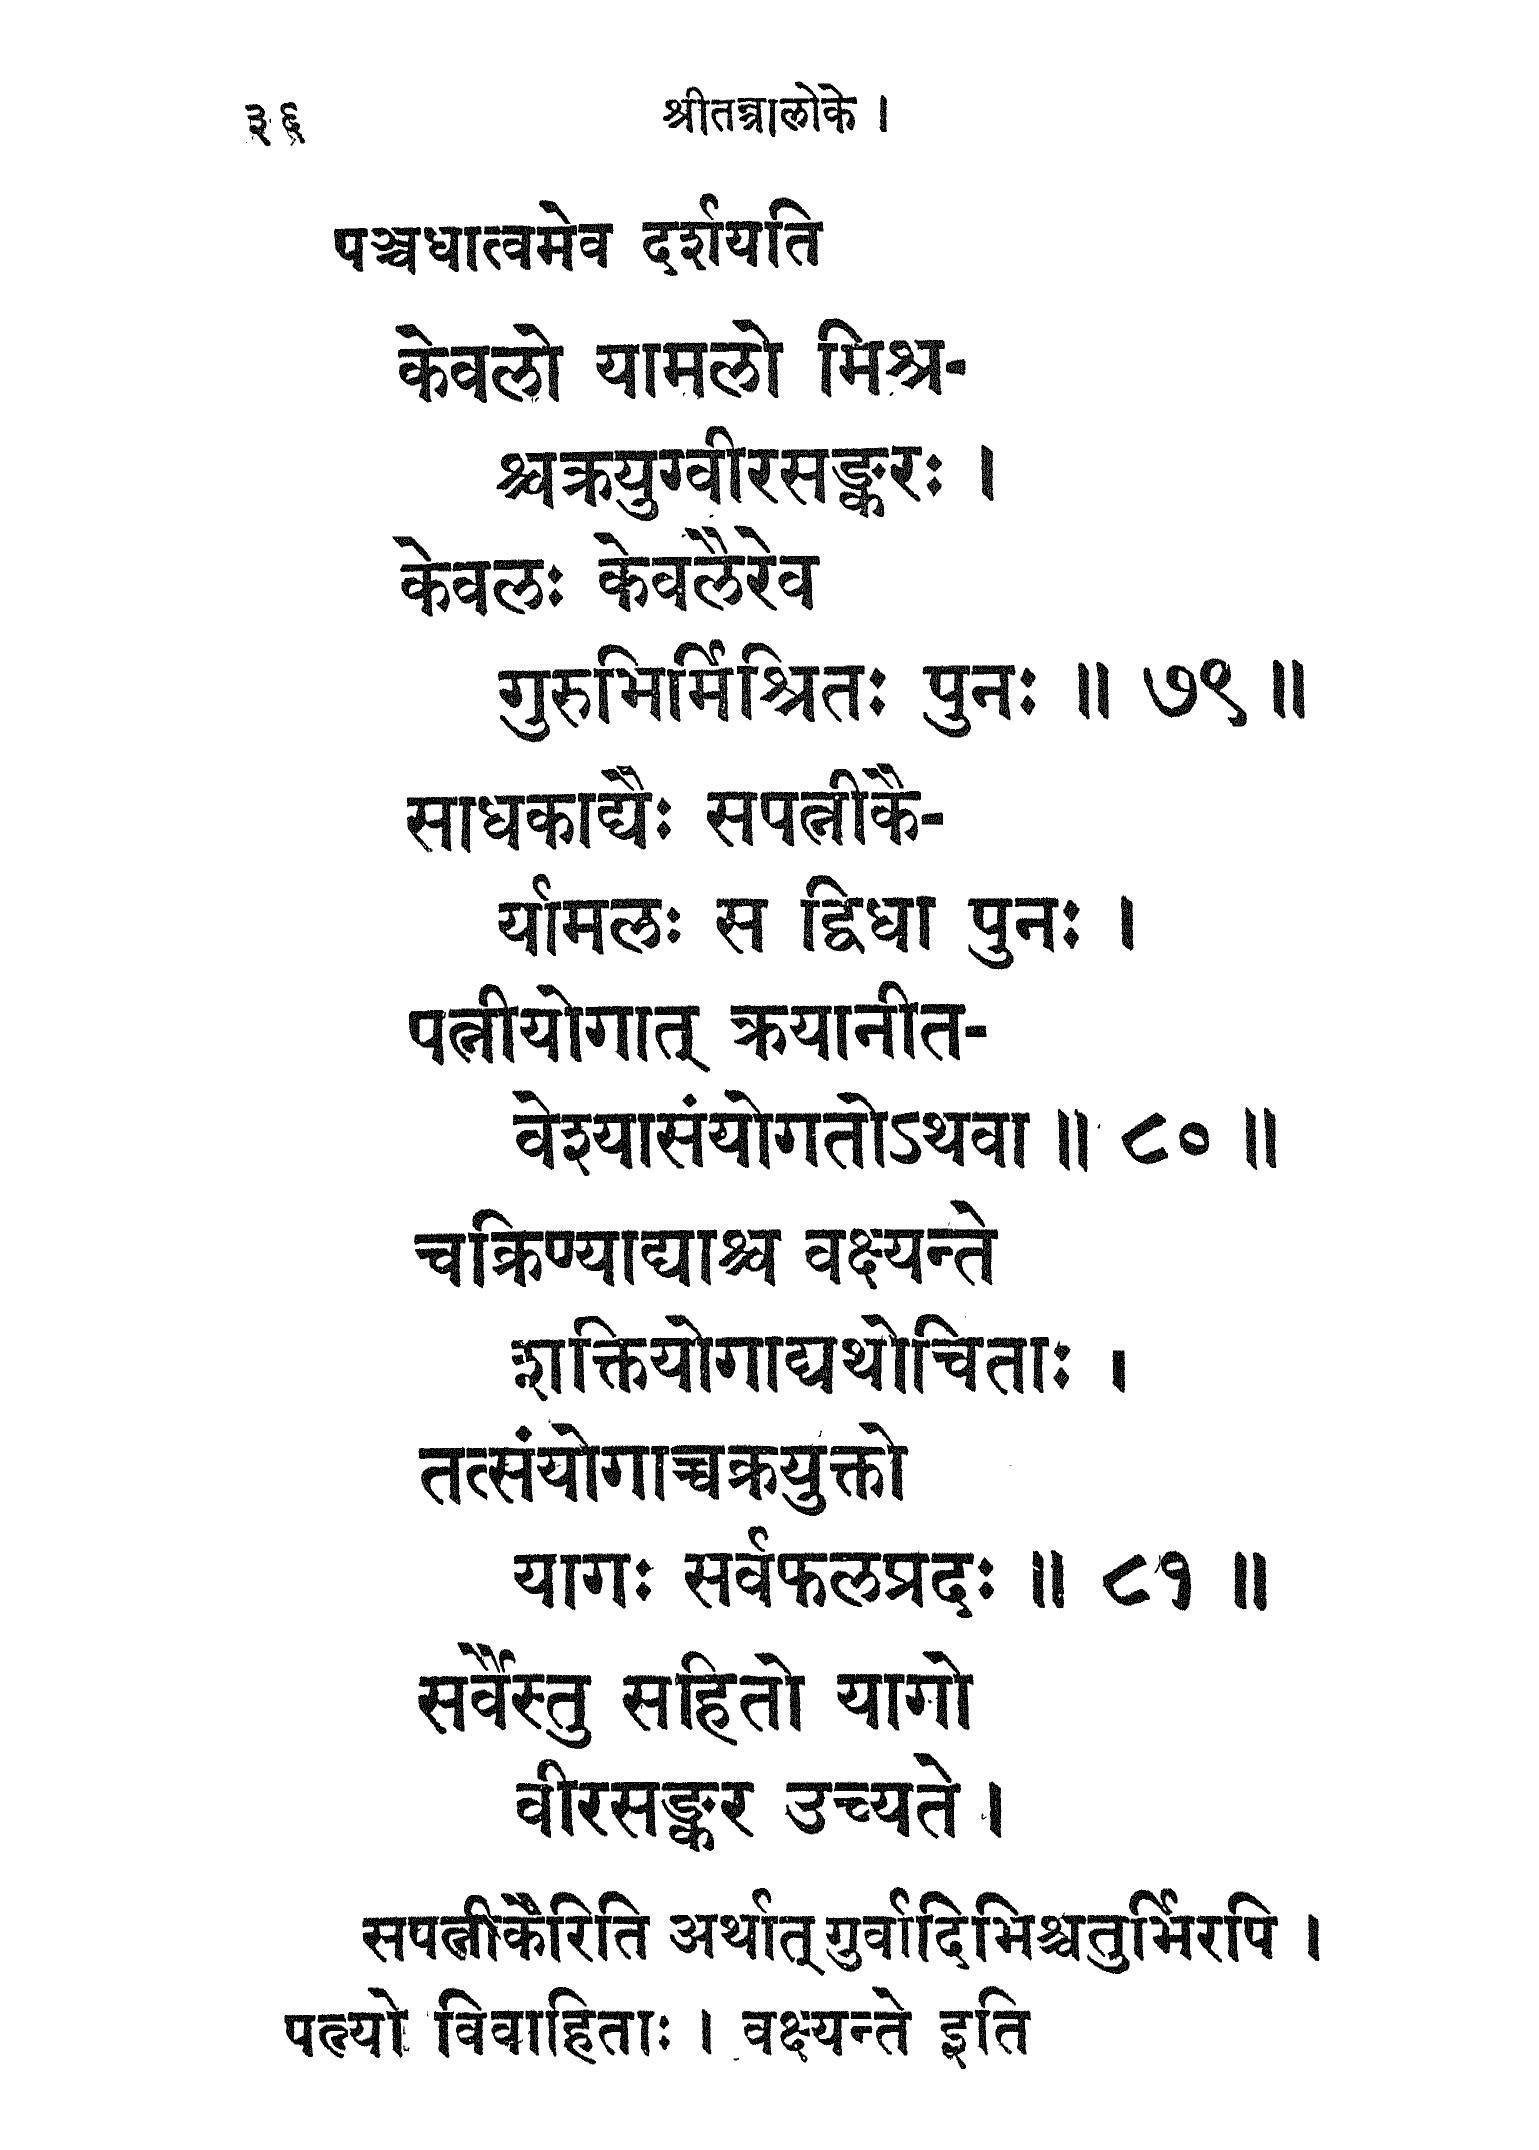 ३६ श्रीतन्त्रालोके ।
पञ्चधात्वमेव दर्शयति
केवलो यामलो मिश्र-
श्चक्रयुग्वीरसङ्करः ।
केवलः केवलैरेव
गुरुभिर्मिश्रितः पुनः ॥ ७९ ॥
साधकाद्यैः सपत्नीकै-
र्यामलः स द्विधा पुनः ।
पत्नीयोगात् क्रयानीत-
वेश्यासंयोगतोऽथवा ॥ ८० ॥
चक्रिण्याद्याश्च वक्ष्यन्ते
शक्तियोगाद्यथोचिताः ।
तत्संयोगाच्चक्रयुक्तो
यागः सर्वफलप्रदः ॥ ८१ ॥
सर्वैस्तु सहितो यागो
वीरसङ्कर उच्यते ।
सपत्नीकैरिति अर्थात् गुर्वादिभिश्चतुर्भिरपि ।
पत्न्यो विवाहिताः । वक्ष्यन्ते इति